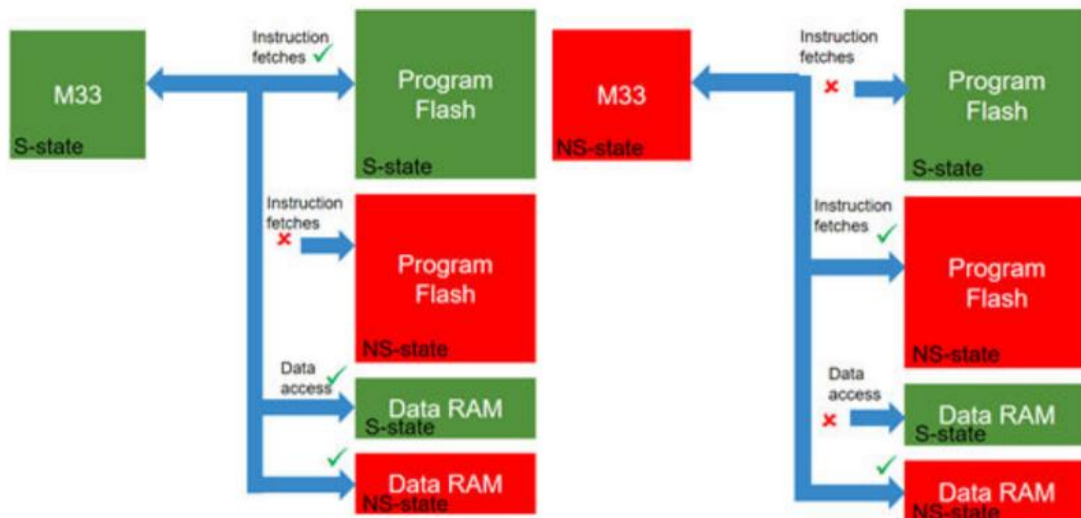 M33
S-state
Instruction
fetches
Program
Flash
S-state
Instruction
fetches
Program
Flash
NS-state
Data
access
Data RAM
S-state
Data RAM
NS-state
M33
NS-state
Instruction
fetches
Program
Flash
S-state
Instruction
fetches
Program
Flash
NS-state
Data
access
Data RAM
S-state
Data RAM
NS-state